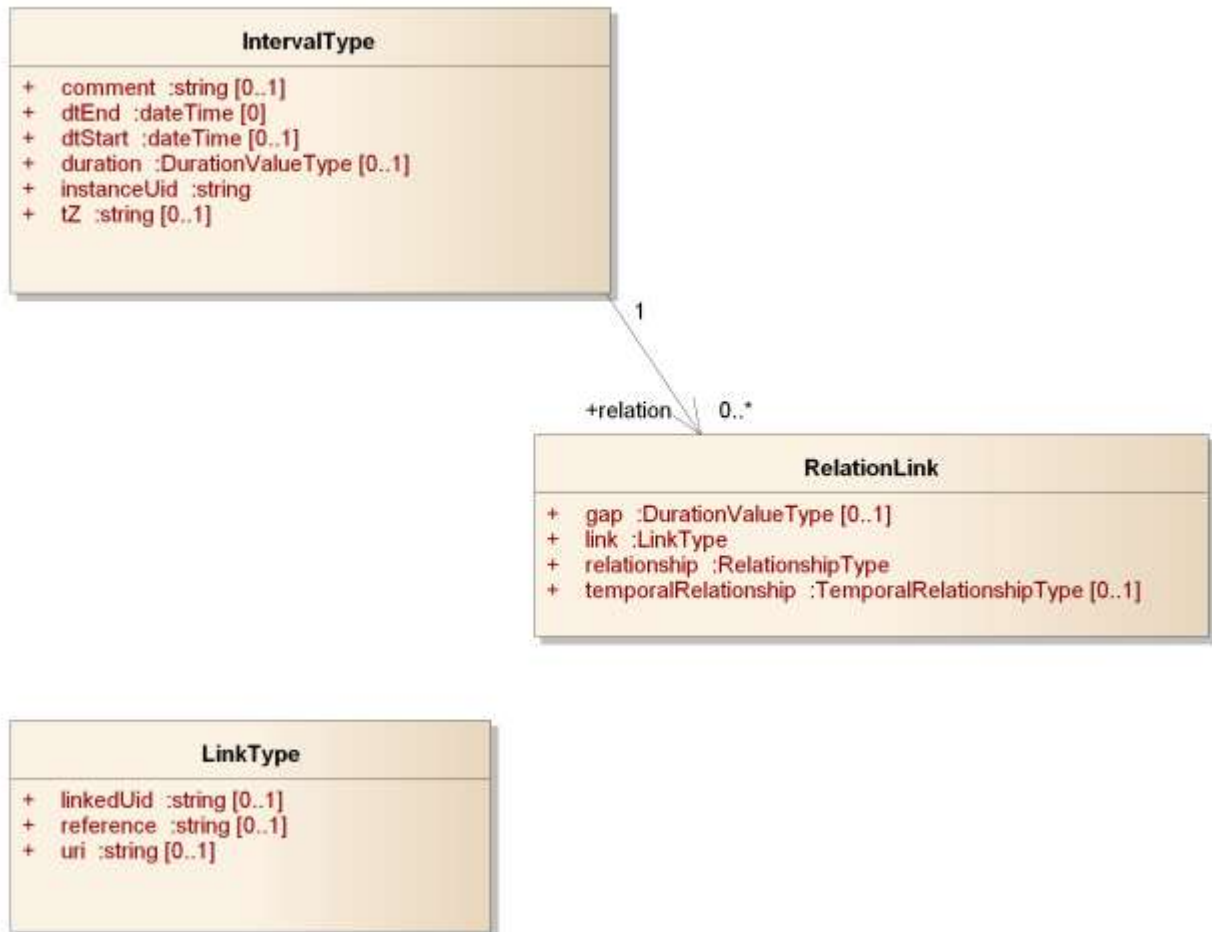 IntervalType
+ comment :string [0..1]
+ dtEnd :dateTime [0]
+ dtStart :dateTime [0..1]
+ duration :DurationValueType [0..1]
+ instanceUid :string
+ tZ :string [0..1]
1
+relation 0..*
RelationLink
+ gap :DurationValueType [0..1]
+ link :LinkType
+ relationship :RelationshipType
+ temporalRelationship :TemporalRelationshipType [0..1]
LinkType
+ linkedUid :string [0..1]
+ reference :string [0..1]
+ uri :string [0..1]